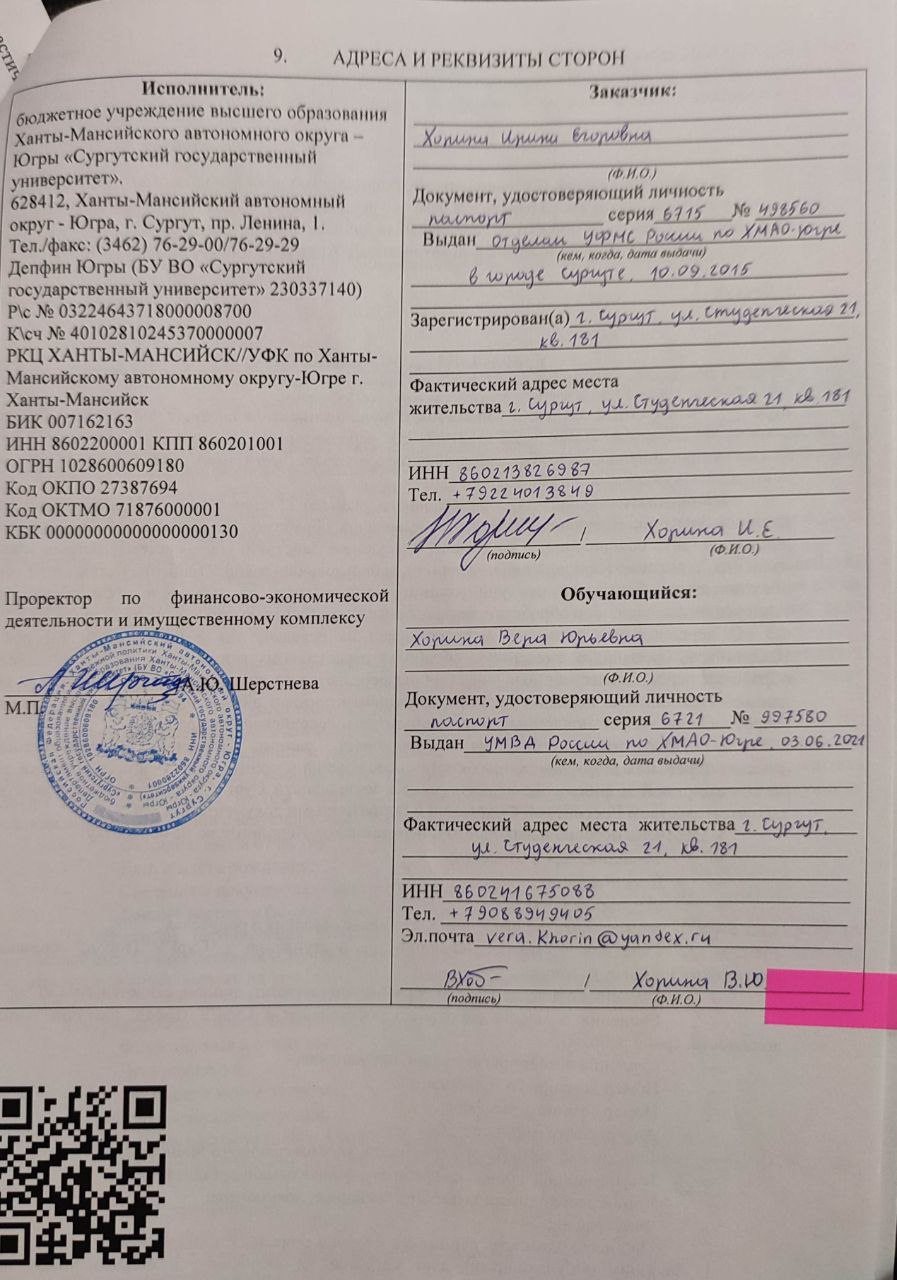 9. АДРЕСА И РЕКВИЗИТЫ СТОРОН
Исполнитель:
бюджетное учреждение высшего образования
Ханты-Мансийского автономного округа –
Югры «Сургутский государственный
университет».
628412, Ханты-Мансийский автономный
округ - Югра, г. Сургут, пр. Ленина, 1.
Тел./факс: (3462) 76-29-00/76-29-29
Депфин Югры (БУ ВО «Сургутский
государственный университет» 230337140)
Р\с № 03224643718000008700
К\сч № 40102810245370000007
РКЦ ХАНТЫ-МАНСИЙСК//УФК по Ханты-
Мансийскому автономному округу-Югре г.
Ханты-Мансийск
БИК 007162163
ИНН 8602200001 КПП 860201001
ОГРН 1028600609180
Код ОКПО 27387694
Код ОКТМО 71876000001
КБК 00000000000000000130
Проректор по финансово-экономической
деятельности и имущественному комплексу
А.Ю. Шерстнева
М.П.
Заказчик:
Хорина Ирина Егоровна
(Ф.И.О.)
Документ, удостоверяющий личность
паспорт серия 6715 № 498560
Выдан отделом УФМС России по ХМАО-Югре
(кем, когда, дата выдачи)
в городе Сургуте, 10.09.2015
Зарегистрирован(а) г. Сургут, ул. Студенческая 21,
кв. 181
Фактический адрес места
жительства г. Сургут, ул. Студенческая 21, кв 181
ИНН 860213826987
Тел. +79224013849
/ Хорина И.Е.
(подпись) (Ф.И.О.)
Обучающийся:
Хорина Вера Юрьевна
(Ф.И.О.)
Документ, удостоверяющий личность
паспорт серия 6721 № 997580
Выдан УМВД России по ХМАО-Югре, 03.06.2021
(кем, когда, дата выдачи)
Фактический адрес места жительства г. Сургут,
ул. Студенческая 21, кв. 181
ИНН 860241675088
Тел. +79088949405
Эл.почта vera.khorin@yandex.ru
/ Хорина В.Ю
(подпись) (Ф.И.О.)